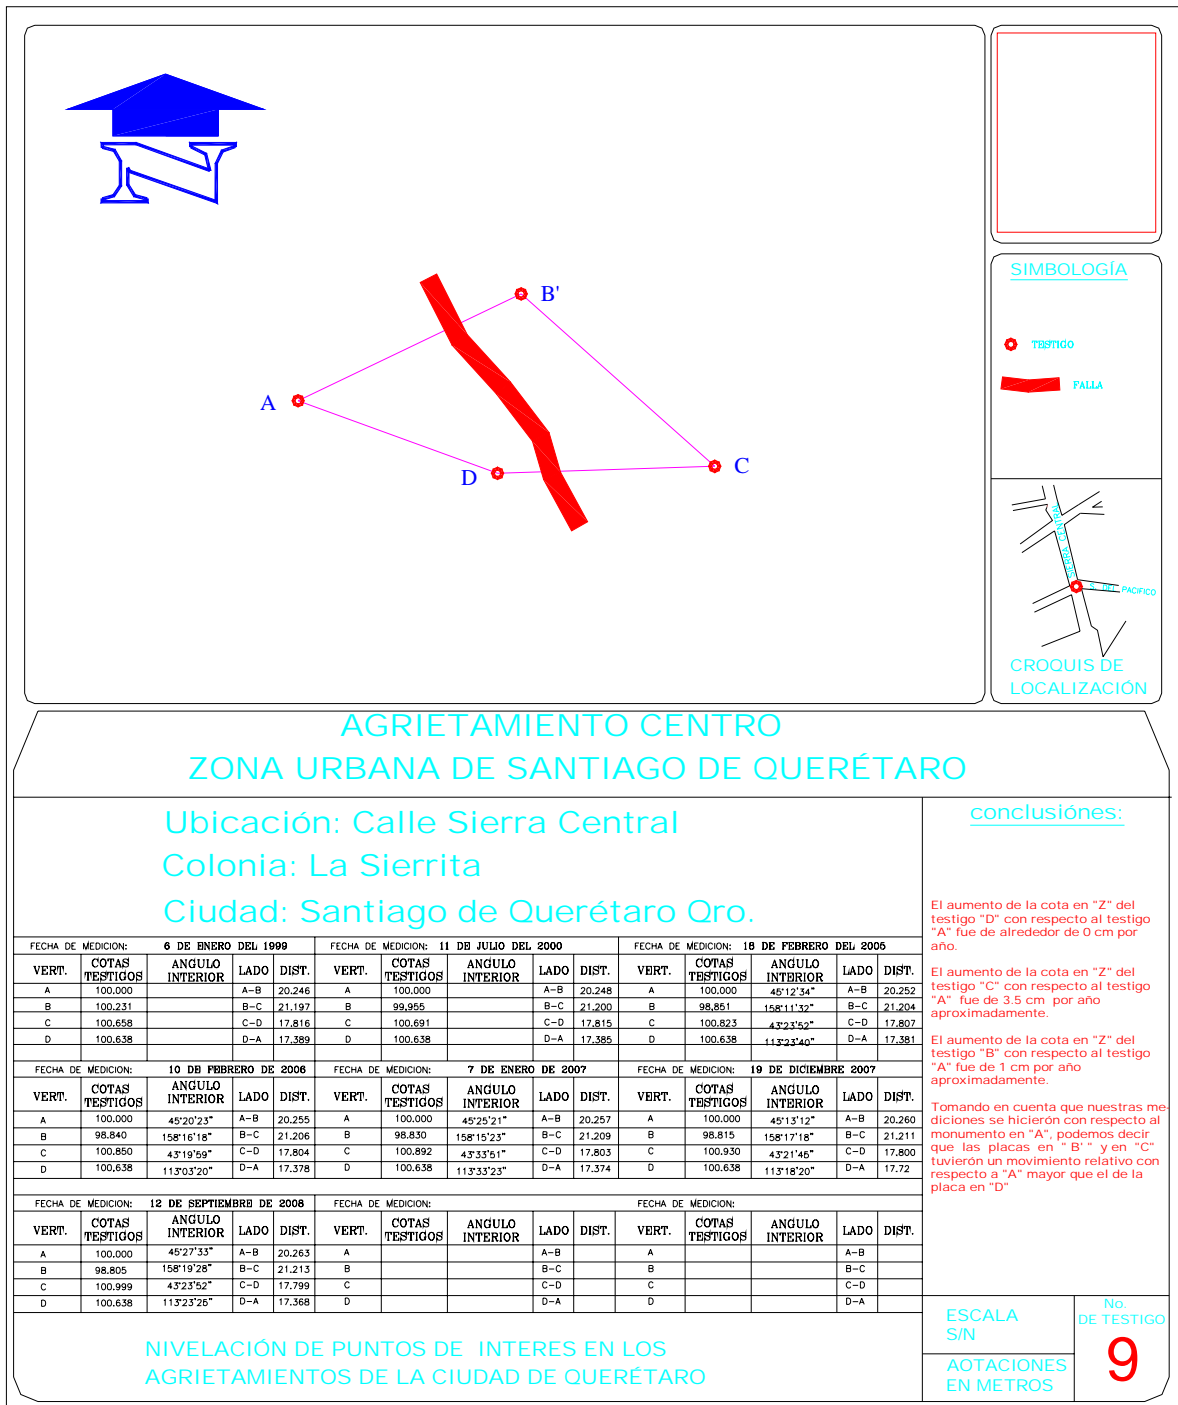 N
B'
A
D
C
SIMBOLOGÍA
TESTIGO
FALLA
SIERRA CENTRAL
S. DEL PACIFICO
CROQUIS DE
LOCALIZACIÓN
AGRIETAMIENTO CENTRO
ZONA URBANA DE SANTIAGO DE QUERÉTARO
Ubicación: Calle Sierra Central
Colonia: La Sierrita
Ciudad: Santiago de Querétaro Qro.
FECHA DE MEDICION: 6 DE ENERO DEL 1999 FECHA DE MEDICION: 11 DE JULIO DEL 2000 FECHA DE MEDICION: 16 DE FEBRERO DEL 2005
VERT. COTAS TESTIGOS ANGULO INTERIOR LADO DIST. VERT. COTAS TESTIGOS ANGULO INTERIOR LADO DIST. VERT. COTAS TESTIGOS ANGULO INTERIOR LADO DIST.
A 100.000 A-B 20.246 A 100.000 A-B 20.248 A 100.000 45°12'34" A-B 20.252
B 100.231 B-C 21.197 B 99,955 B-C 21.200 B 98,851 158°11'32" B-C 21.204
C 100.658 C-D 17.816 C 100.691 C-D 17.815 C 100.823 43°23'52" C-D 17.807
D 100.638 D-A 17.389 D 100.638 D-A 17.385 D 100.638 113°23'40" D-A 17.381
FECHA DE MEDICION: 10 DE FEBRERO DE 2006 FECHA DE MEDICION: 7 DE ENERO DE 2007 FECHA DE MEDICION: 19 DE DICIEMBRE 2007
VERT. COTAS TESTIGOS ANGULO INTERIOR LADO DIST. VERT. COTAS TESTIGOS ANGULO INTERIOR LADO DIST. VERT. COTAS TESTIGOS ANGULO INTERIOR LADO DIST.
A 100.000 45°20'23" A-B 20.255 A 100.000 45°25'21" A-B 20.257 A 100.000 45°13'12" A-B 20.260
B 98.840 158°16'18" B-C 21.206 B 98.830 158°15'23" B-C 21.209 B 98.815 158°17'18" B-C 21.211
C 100.850 43°19'59" C-D 17.804 C 100.892 43°33'51" C-D 17.803 C 100.930 43°21'45" C-D 17.800
D 100.638 113°03'20" D-A 17.378 D 100.638 113°33'23" D-A 17.374 D 100.638 113°18'20" D-A 17.72
FECHA DE MEDICION: 12 DE SEPTIEMBRE DE 2008 FECHA DE MEDICION: FECHA DE MEDICION:
VERT. COTAS TESTIGOS ANGULO INTERIOR LADO DIST. VERT. COTAS TESTIGOS ANGULO INTERIOR LADO DIST. VERT. COTAS TESTIGOS ANGULO INTERIOR LADO DIST.
A 100.000 45°27'33" A-B 20.263 A A-B A A-B
B 98.805 158°19'28" B-C 21.213 B B-C B B-C
C 100.999 43°23'52" C-D 17.799 C C-D C C-D
D 100.638 113°23'25" D-A 17.368 D D-A D D-A
NIVELACIÓN DE PUNTOS DE INTERES EN LOS
AGRIETAMIENTOS DE LA CIUDAD DE QUERÉTARO
conclusiónes:
El aumento de la cota en "Z" del
testigo "D" con respecto al testigo
"A" fue de alrededor de 0 cm por
año.
El aumento de la cota en "Z" del
testigo "C" con respecto al testigo
"A" fue de 3.5 cm por año
aproximadamente.
El aumento de la cota en "Z" del
testigo "B" con respecto al testigo
"A" fue de 1 cm por año
aproximadamente.
Tomando en cuenta que nuestras me-
diciones se hicierón con respecto al
monumento en "A", podemos decir
que las placas en " B' " y en "C"
tuvierón un movimiento relativo con
respecto a "A" mayor que el de la
placa en "D"
ESCALA
S/N
AOTACIONES
EN METROS
No.
DE TESTIGO
9